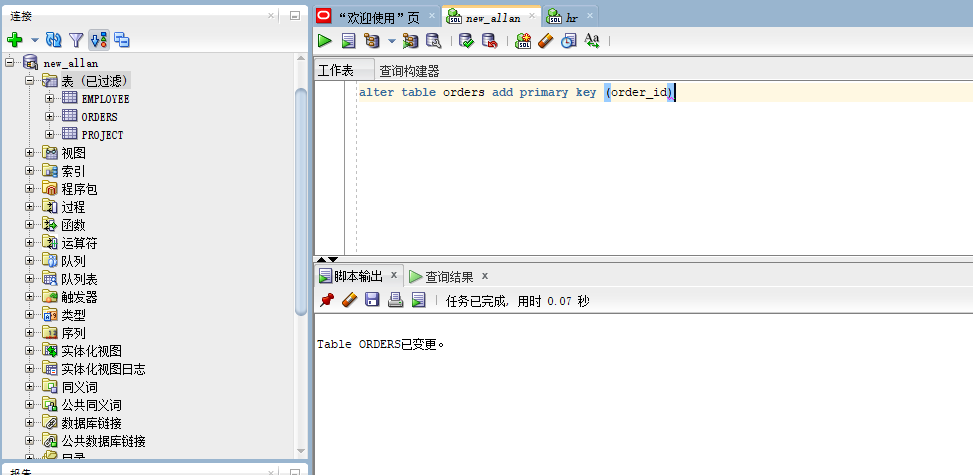 连接
new_allan
表 (已过滤)
EMPLOYEE
ORDERS
PROJECT
视图
索引
程序包
过程
函数
运算符
队列
队列表
触发器
类型
序列
实体化视图
实体化视图日志
同义词
公共同义词
数据库链接
公共数据库链接
目录
报告
“欢迎使用”页
new_allan
hr
工作表
查询构建器
alter table orders add primary key (order_id)
脚本输出
查询结果
任务已完成, 用时 0.07 秒
Table ORDERS已变更。